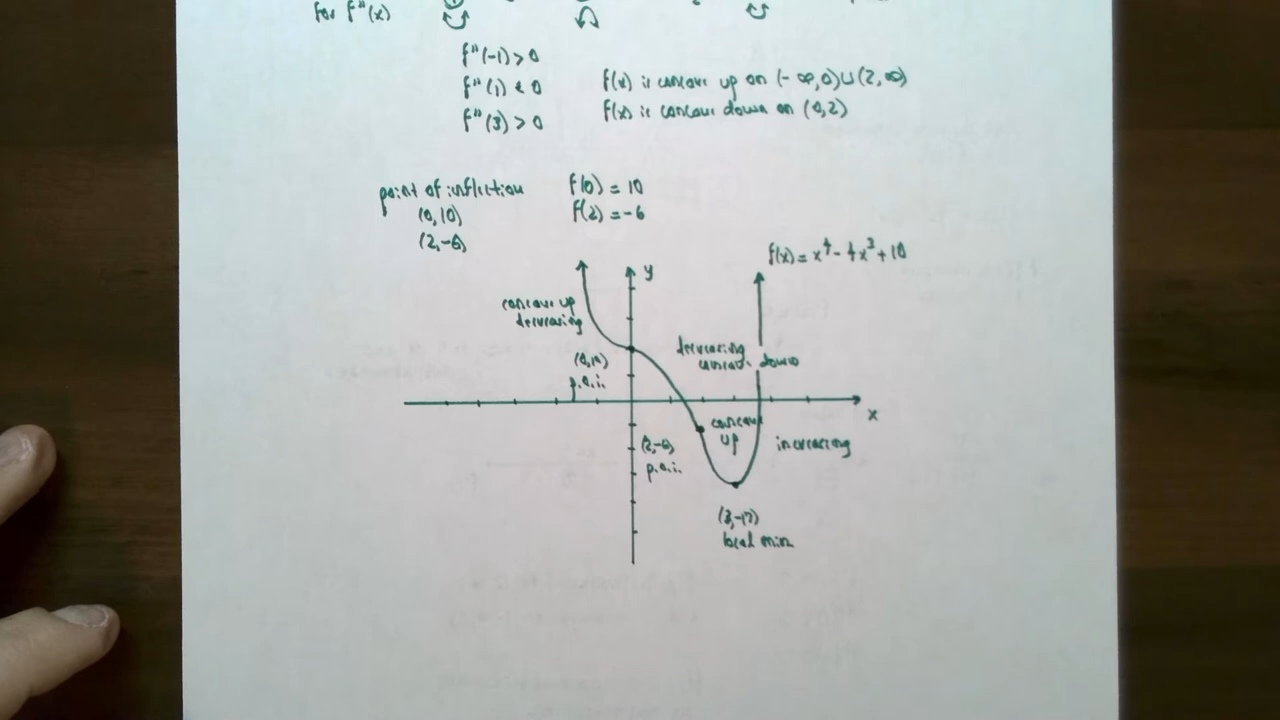 for f"(x)
f"(-1) > 0
f"(1) < 0
f"(3) > 0
f(x) is concave up on (-∞,0)∪(2,∞)
f(x) is concave down on (0,2)
point of inflection
(0,10)
(2,-6)
f(0) = 10
f(2) = -6
f(x) = x⁴ - 4x³ + 10
y
concave up
decreasing
decreasing
concave down
(0,10)
p.o.i.
x
concave
up
increasing
(2,-6)
p.o.i.
(3,-17)
local min